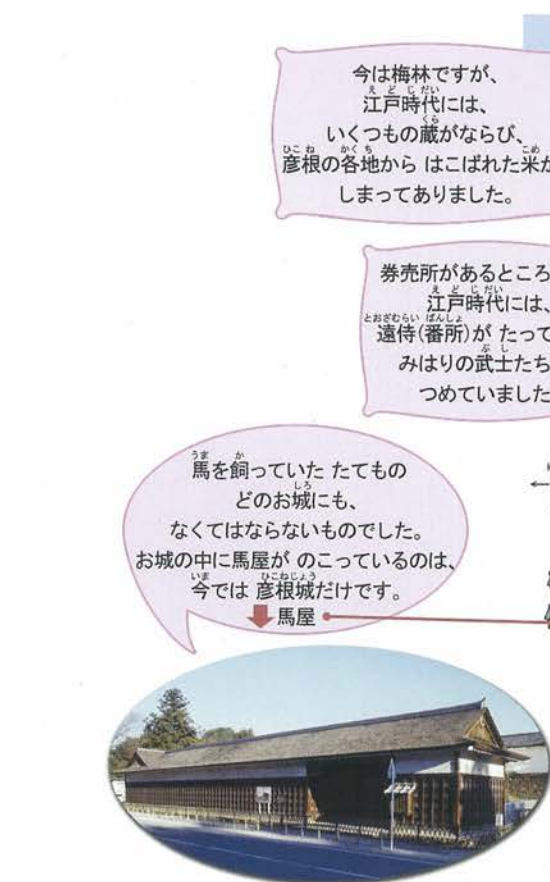 今は梅林ですが、
江戸時代には、
いくつもの蔵がならび、
彦根の各地から はこばれた米が
しまってありました。
券売所があるところ
江戸時代には、
遠侍(番所)が たって
みはりの武士たち
つめていました
馬を飼っていた たてもの
どのお城にも、
なくてはならないものでした。
お城の中に馬屋が のこっているのは、
今では 彦根城だけです。
馬屋